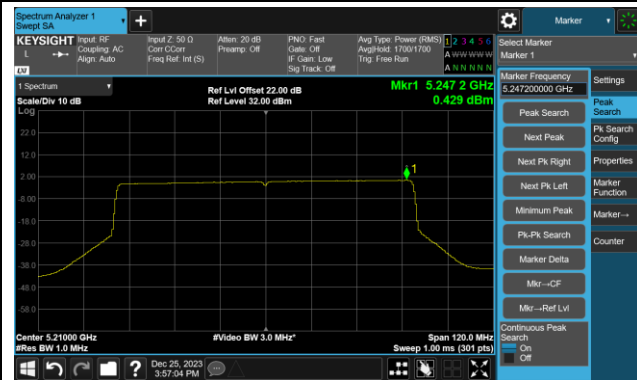 Spectrum Analyzer 1
Swept SA
Marker
KEYSIGHT
L
LXI
Input: RF
Coupling: AC
Align: Auto
Input Z: 50 Ω
Corr CCorr
Freq Ref: Int (S)
Atten: 20 dB
Preamp: Off
PNO: Fast
Gate: Off
IF Gain: Low
Sig Track: Off
Avg Type: Power (RMS)
Avg|Hold: 1700/1700
Trig: Free Run
1 2 3 4 5 6
A W W W W W
A N N N N N
Select Marker
Marker 1
1 Spectrum
Scale/Div 10 dB
Log
Ref Lvl Offset 22.00 dB
Ref Level 32.00 dBm
Mkr1 5.247 2 GHz
0.429 dBm
22.0
12.0
2.00
-8.00
-18.0
-28.0
-38.0
-48.0
-58.0
1
Center 5.21000 GHz
#Res BW 1.0 MHz
#Video BW 3.0 MHz*
Span 120.0 MHz
Sweep 1.00 ms (301 pts)
Marker Frequency
5.247200000 GHz
Peak Search
Next Peak
Next Pk Right
Next Pk Left
Minimum Peak
Pk-Pk Search
Marker Delta
Mkr→CF
Mkr→Ref Lvl
Continuous Peak
Search
On
Off
Settings
Peak
Search
Pk Search
Config
Properties
Marker
Function
Marker→
Counter
Dec 25, 2023
3:57:04 PM